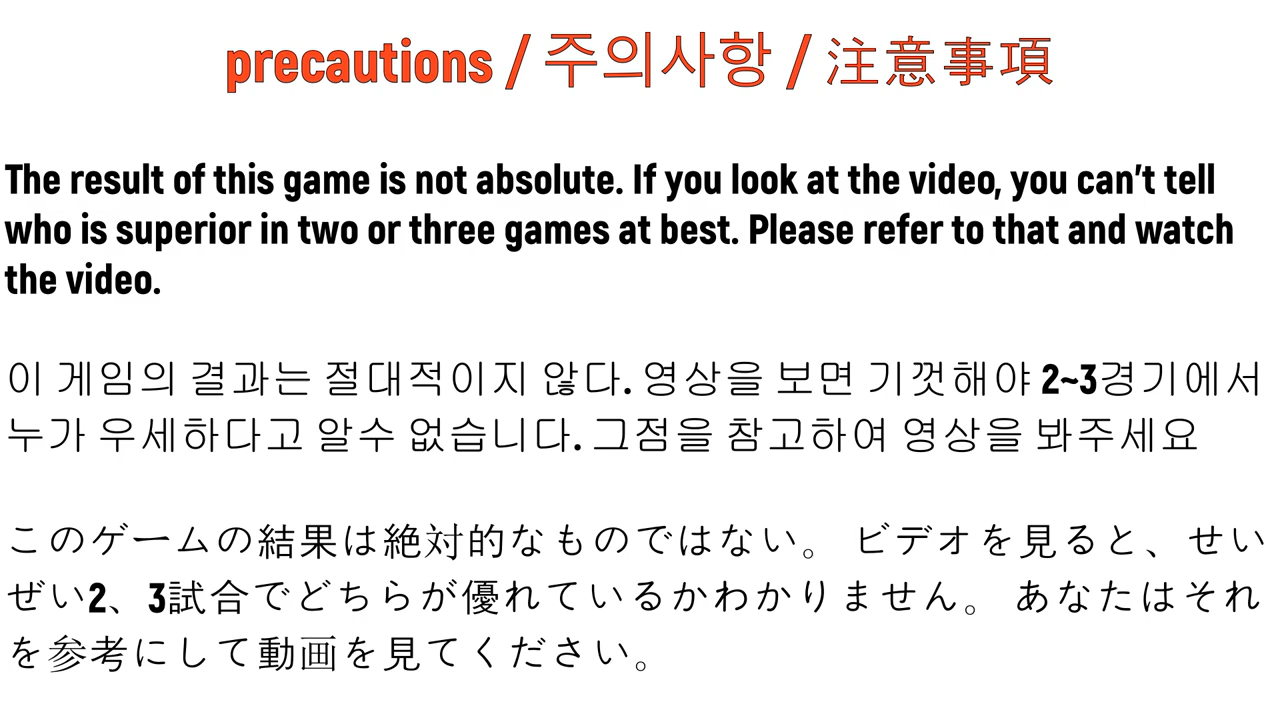 precautions / 주의사항 / 注意事項
The result of this game is not absolute. If you look at the video, you can't tell
who is superior in two or three games at best. Please refer to that and watch
the video.
이 게임의 결과는 절대적이지 않다. 영상을 보면 기껏해야 2~3경기에서
누가 우세하다고 알수 없습니다. 그점을 참고하여 영상을 봐주세요
このゲームの結果は絶対的なものではない。 ビデオを見ると、せい
ぜい2、3試合でどちらが優れているかわかりません。 あなたはそれ
を参考にして動画を見てください。